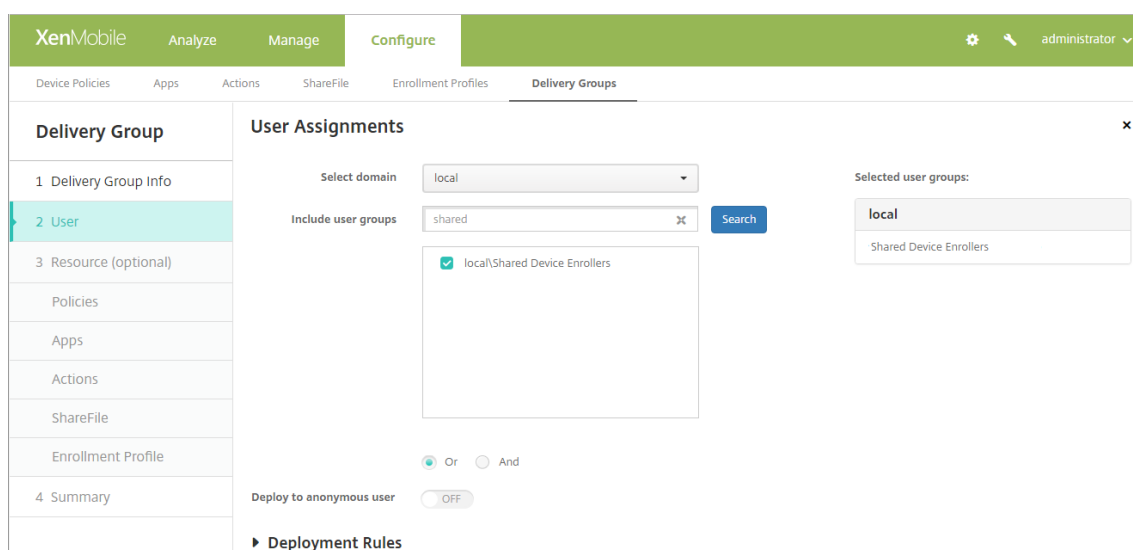 XenMobile Analyze Manage Configure administrator
Device Policies Apps Actions ShareFile Enrollment Profiles Delivery Groups
Delivery Group
1 Delivery Group Info
2 User
3 Resource (optional)
Policies
Apps
Actions
ShareFile
Enrollment Profile
4 Summary
User Assignments
Select domain local
Include user groups shared Search
local\Shared Device Enrollers
Or And
Deploy to anonymous user OFF
Deployment Rules
Selected user groups:
local
Shared Device Enrollers